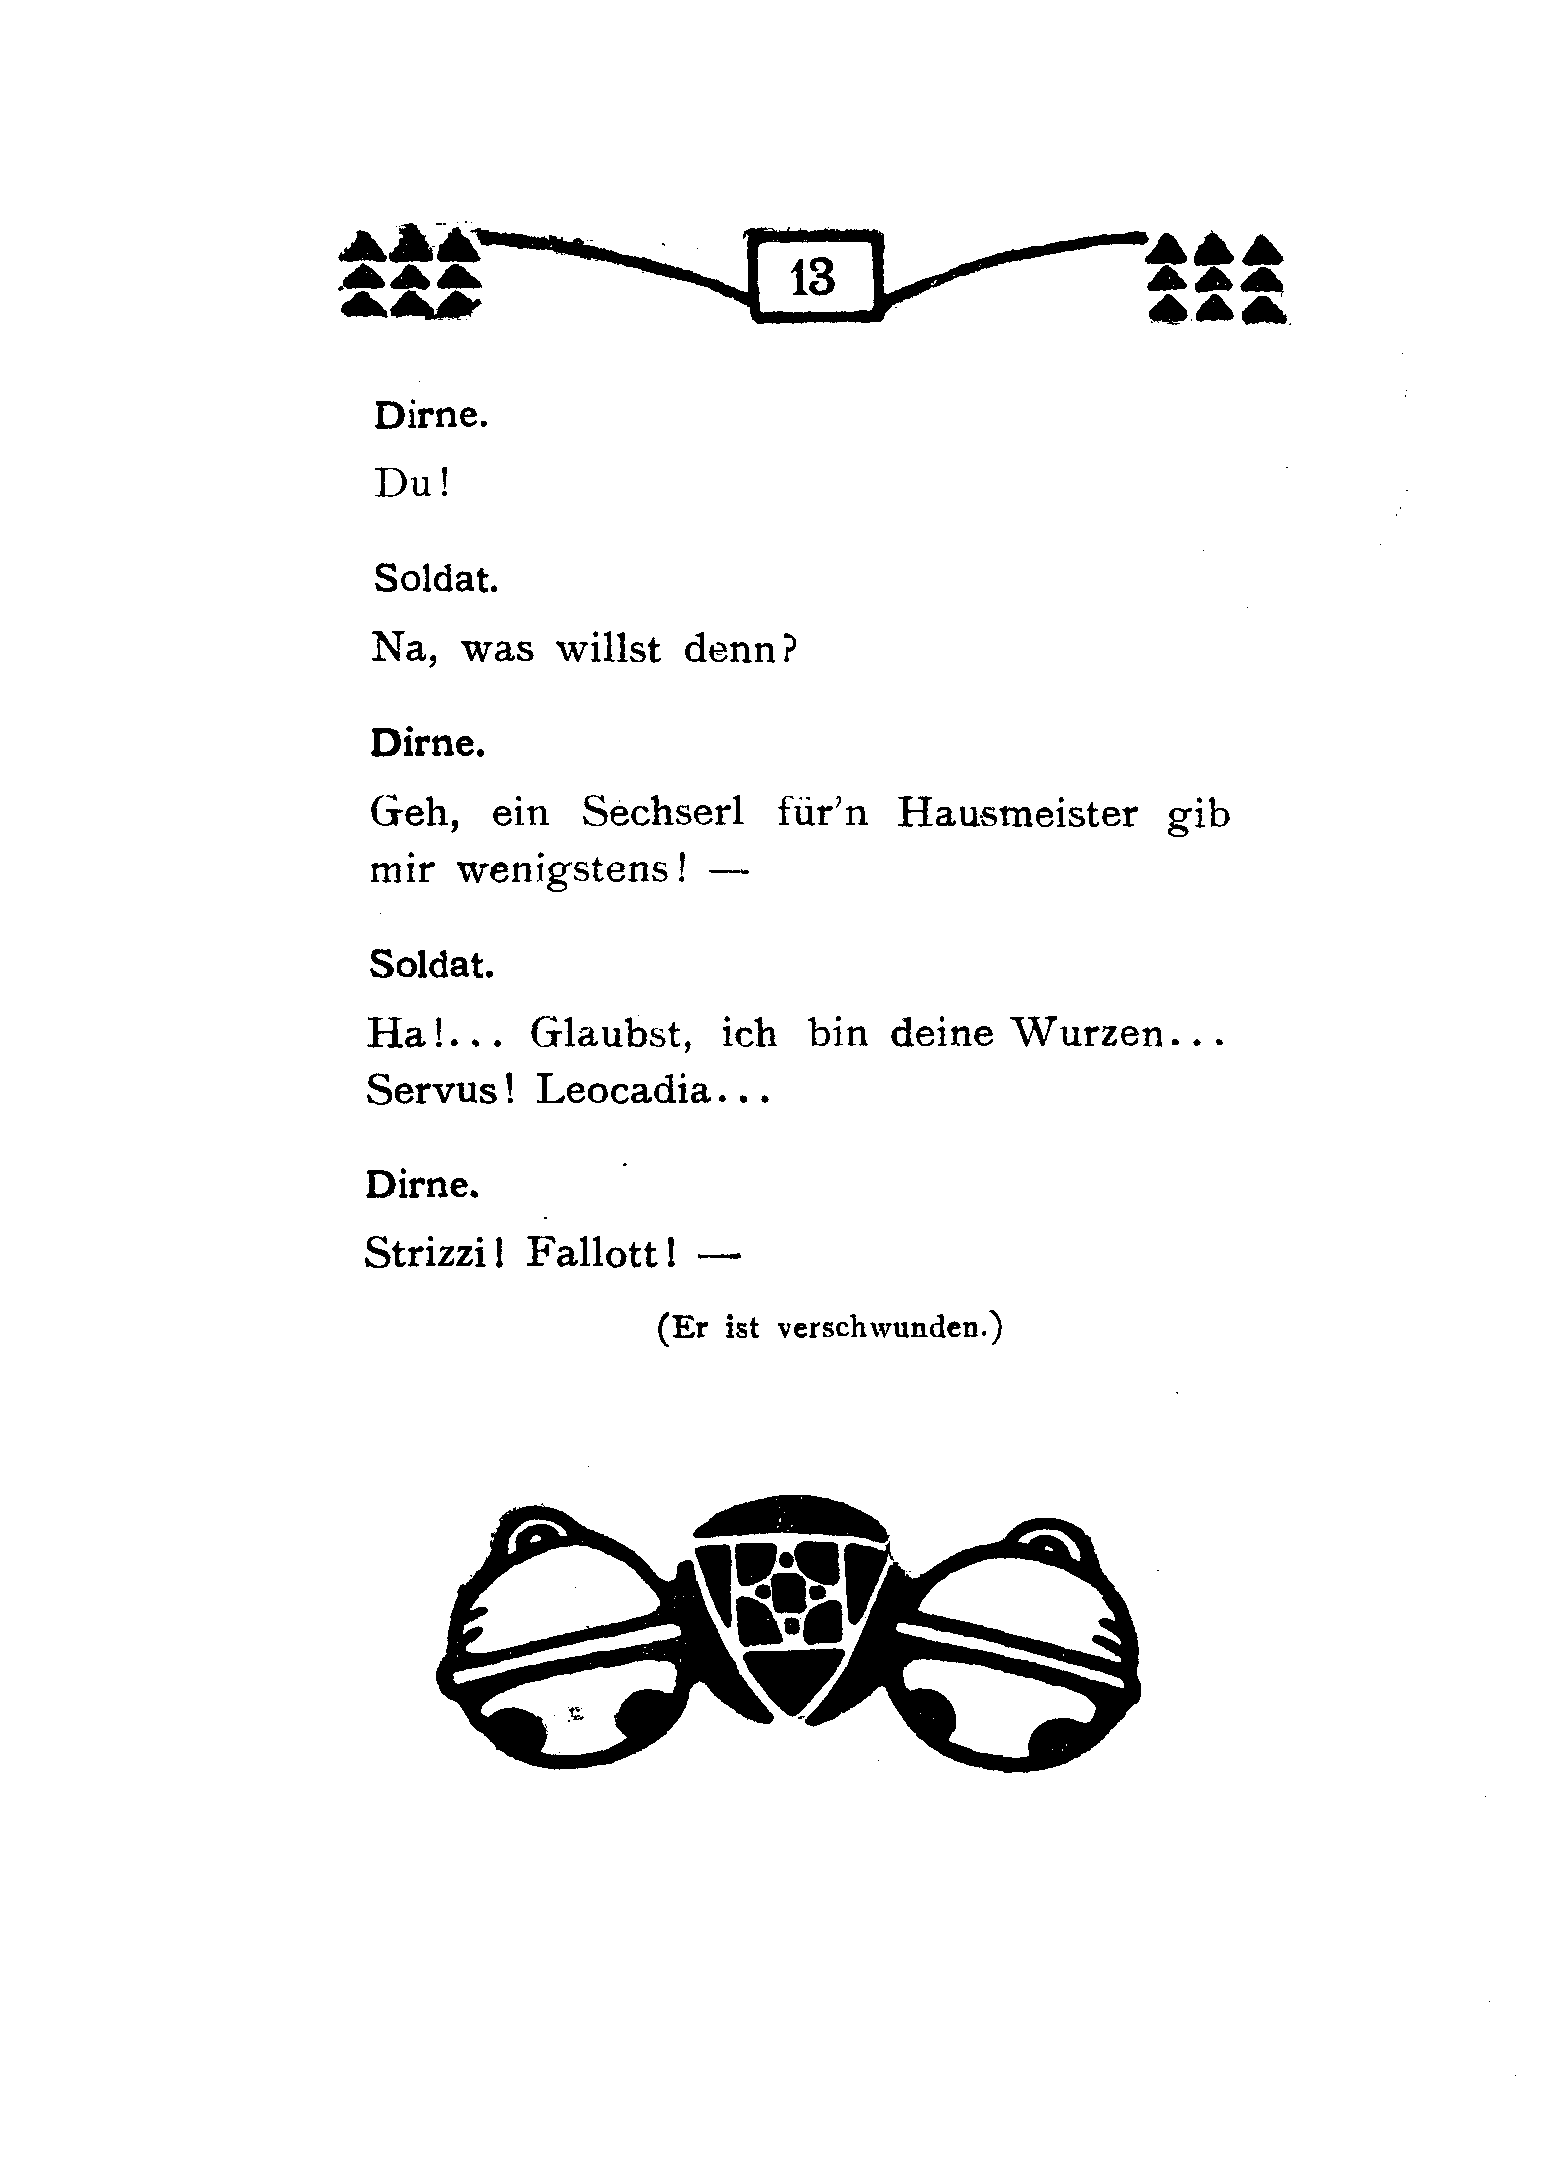 13
Dirne.
Du!
Soldat.
Na, was willst denn?
Dirne.
Geh, ein Sechserl für'n Hausmeister gib
mir wenigstens! —
Soldat.
Ha!... Glaubst, ich bin deine Wurzen...
Servus! Leocadia...
Dirne.
Strizzi! Fallott! —
(Er ist verschwunden.)